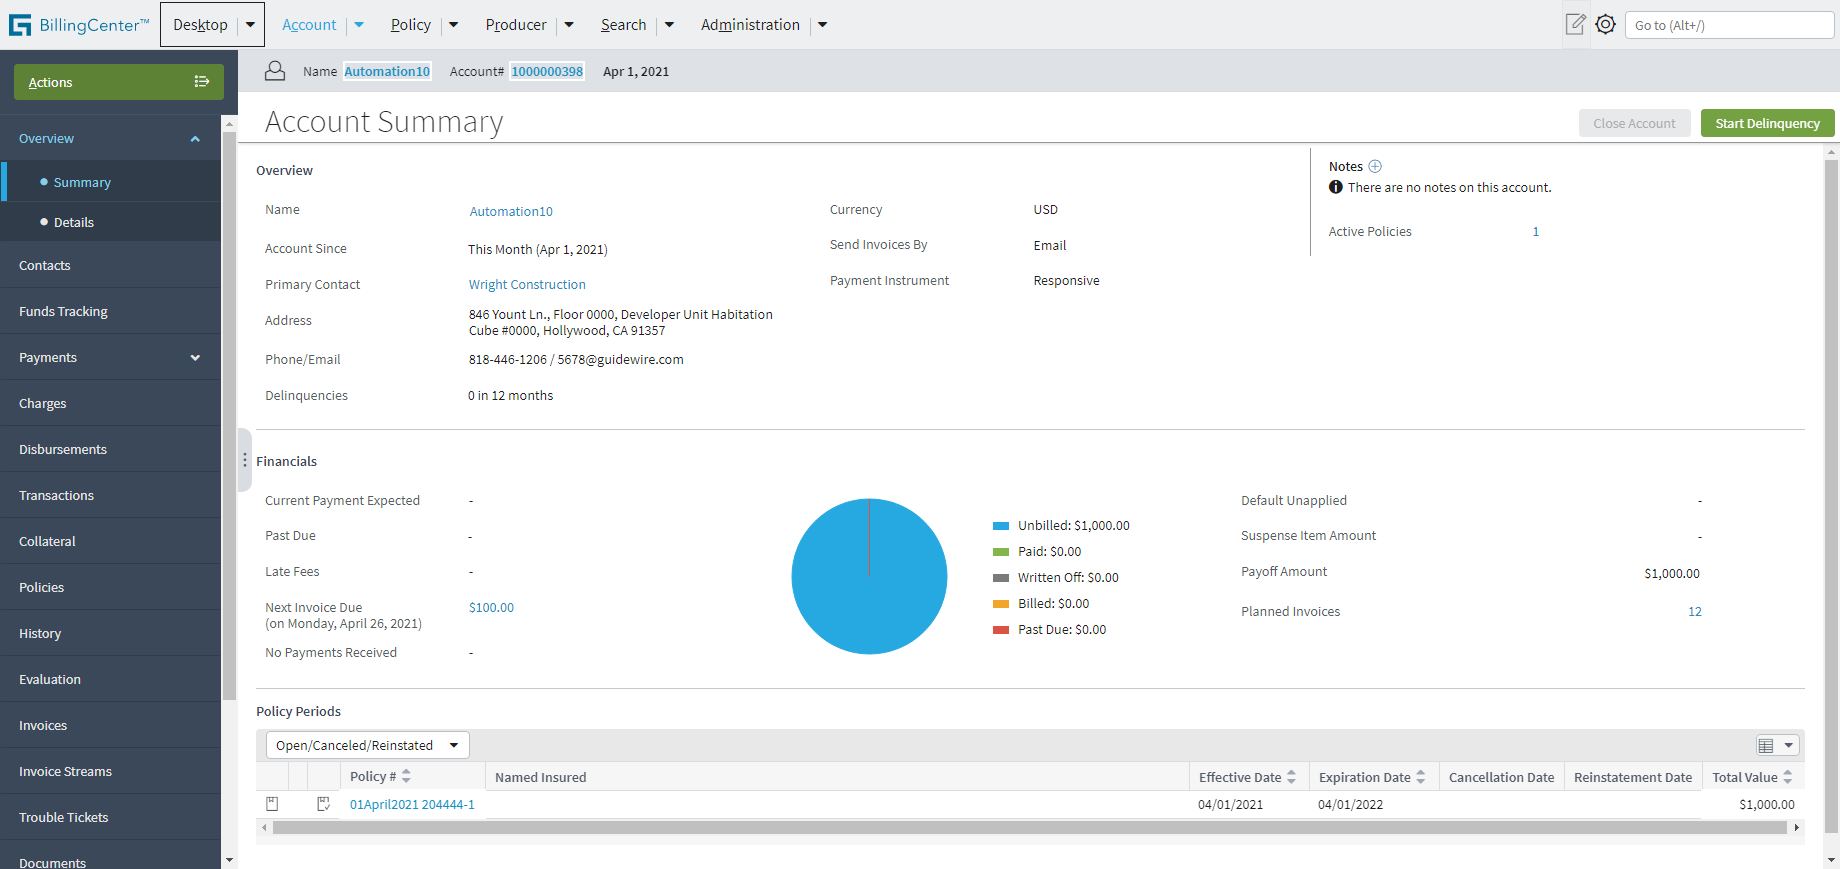 BillingCenter™ Desktop Account Policy Producer Search Administration Go to (Alt+/)
Actions
Name Automation10 Account# 1000000398 Apr 1, 2021
Account Summary
Close Account Start Delinquency
Overview
Summary
Details
Contacts
Funds Tracking
Payments
Charges
Disbursements
Transactions
Collateral
Policies
History
Evaluation
Invoices
Invoice Streams
Trouble Tickets
Documents
Overview
Name Automation10
Account Since This Month (Apr 1, 2021)
Primary Contact Wright Construction
Address 846 Yount Ln., Floor 0000, Developer Unit Habitation
Cube #0000, Hollywood, CA 91357
Phone/Email 818-446-1206 / 5678@guidewire.com
Delinquencies 0 in 12 months
Currency USD
Send Invoices By Email
Payment Instrument Responsive
Notes
There are no notes on this account.
Active Policies 1
Financials
Current Payment Expected -
Past Due -
Late Fees -
Next Invoice Due $100.00
(on Monday, April 26, 2021)
No Payments Received -
Unbilled: $1,000.00
Paid: $0.00
Written Off: $0.00
Billed: $0.00
Past Due: $0.00
Default Unapplied -
Suspense Item Amount -
Payoff Amount $1,000.00
Planned Invoices 12
Policy Periods
Open/Canceled/Reinstated
Policy # Named Insured Effective Date Expiration Date Cancellation Date Reinstatement Date Total Value
01April2021 204444-1 04/01/2021 04/01/2022 $1,000.00